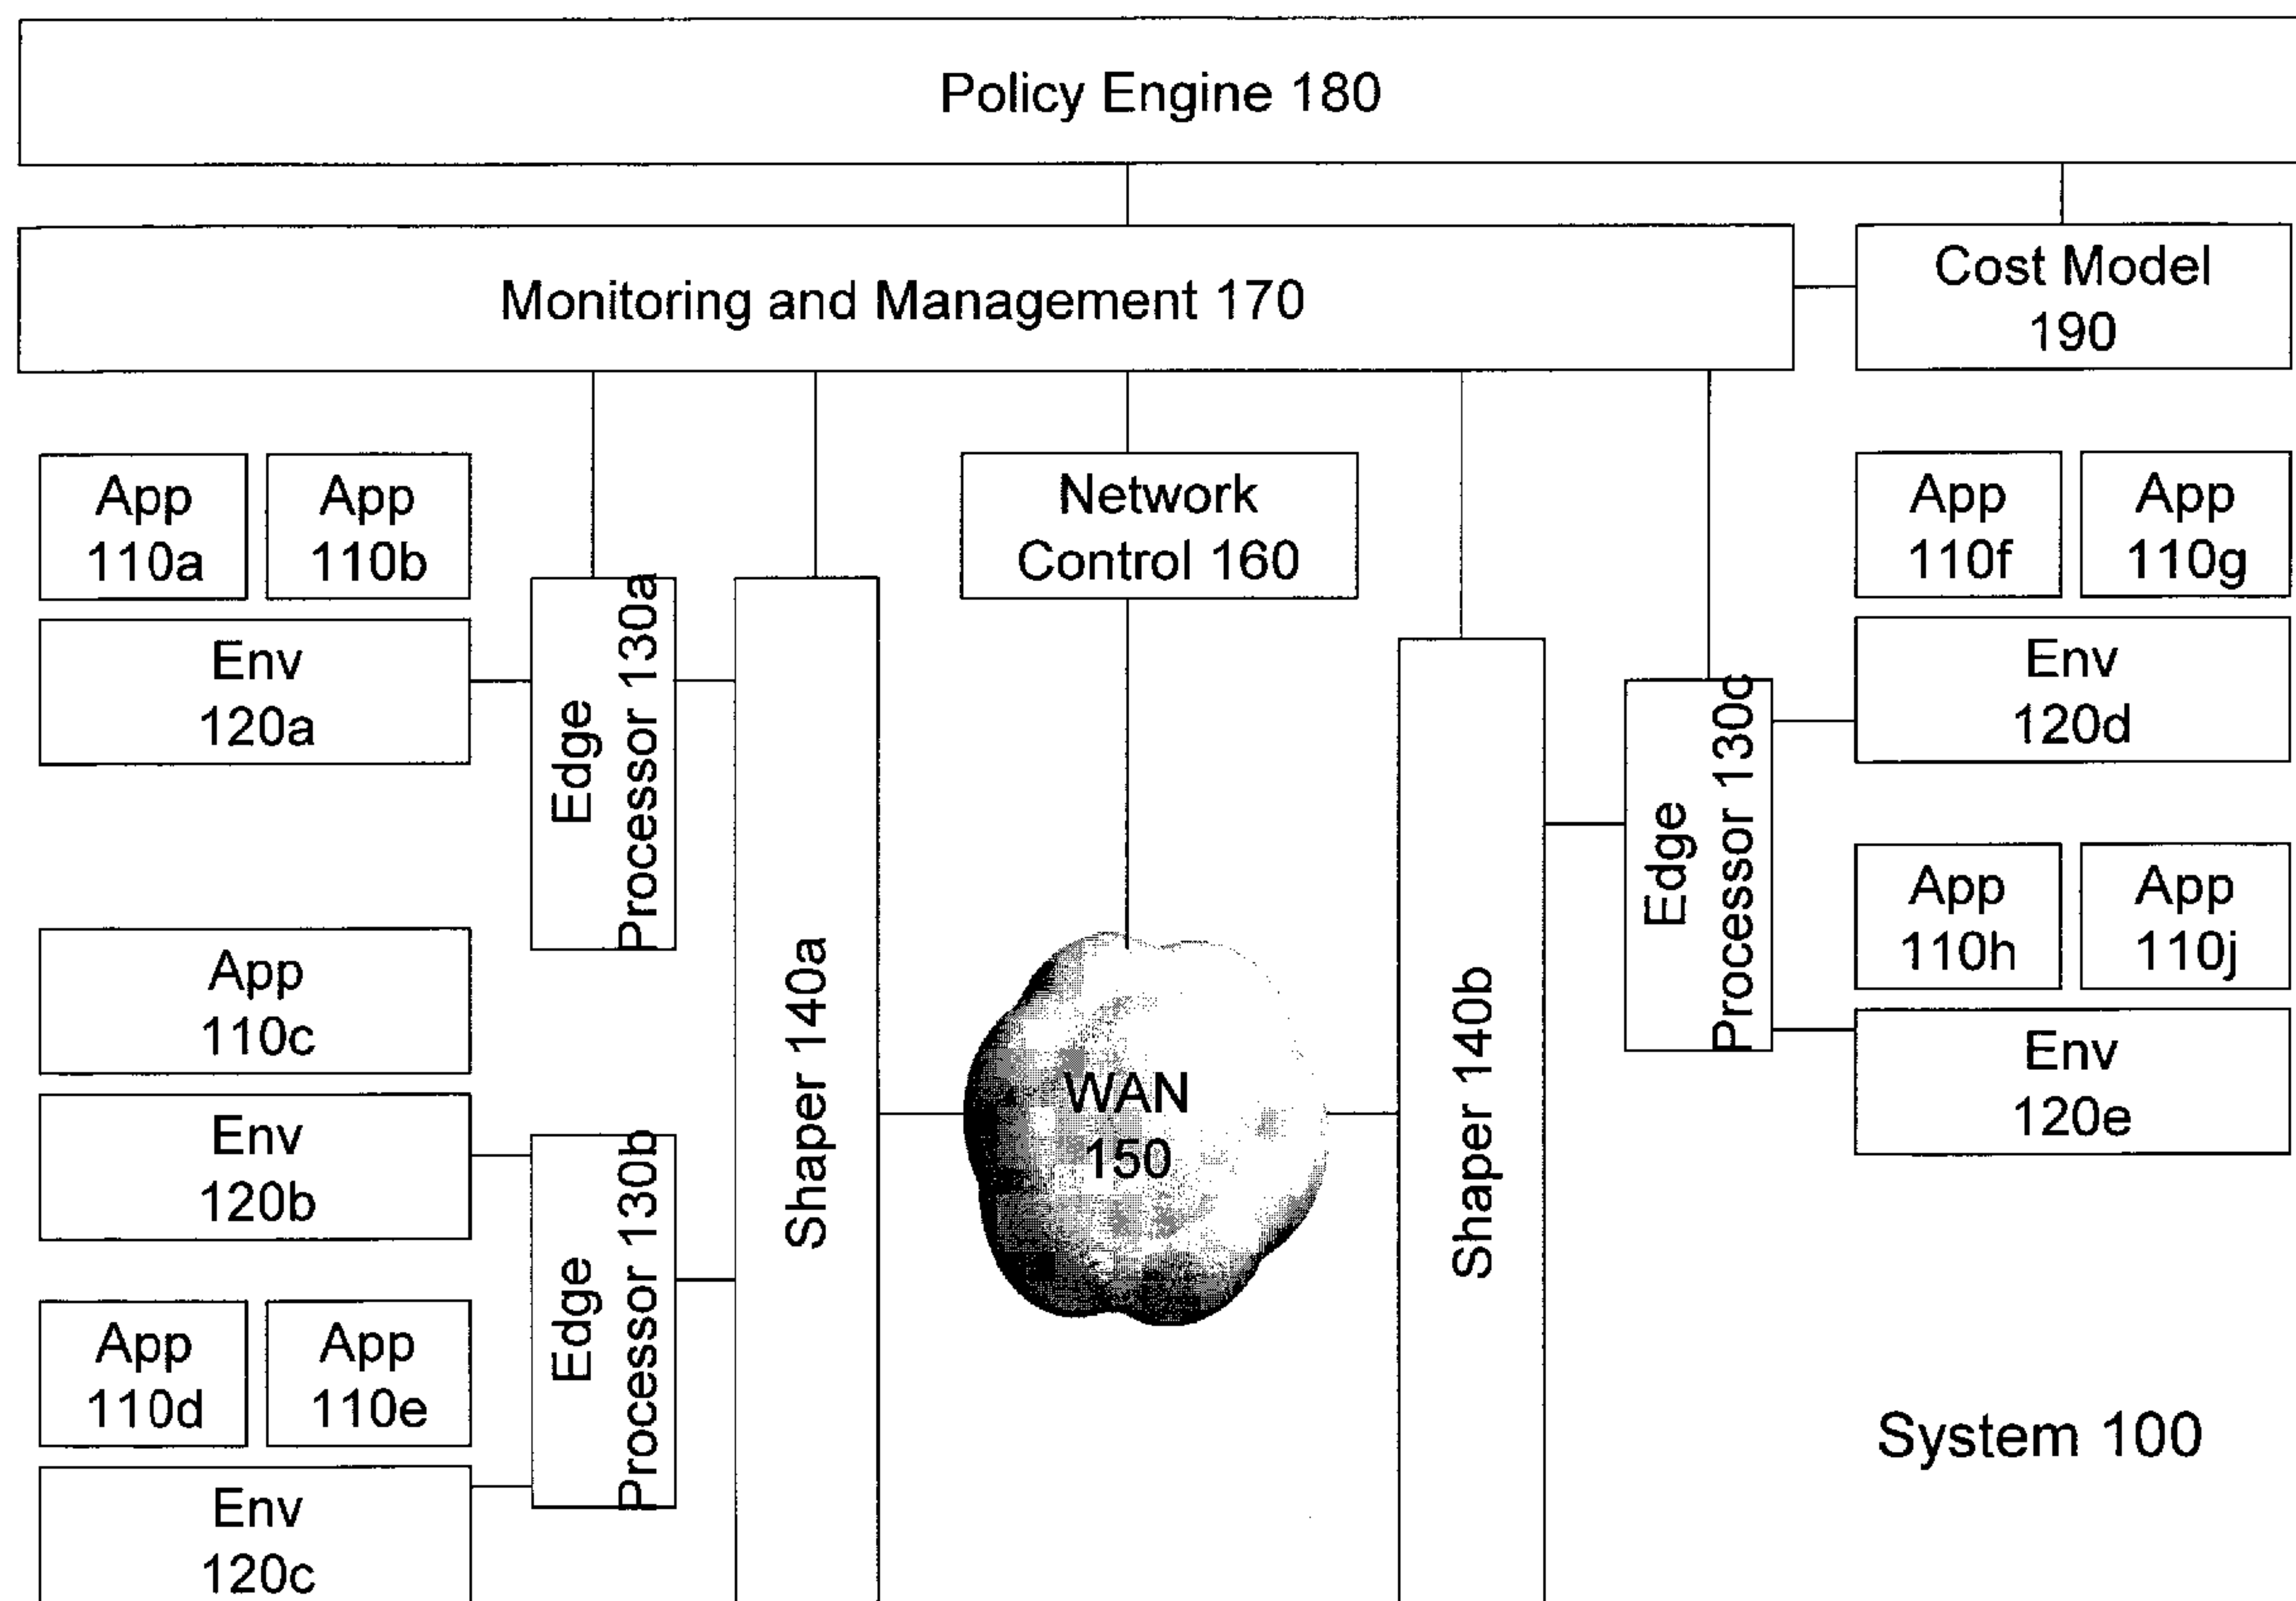 Policy Engine 180
Monitoring and Management 170
Cost Model
190
App
110a
App
110b
Env
120a
Edge
Processor 130a
App
110c
Env
120b
Edge
Processor 130b
App
110d
App
110e
Env
120c
Shaper 140a
Network
Control 160
WAN
150
Shaper 140b
Edge
Processor 130c
App
110f
App
110g
Env
120d
App
110h
App
110j
Env
120e
System 100